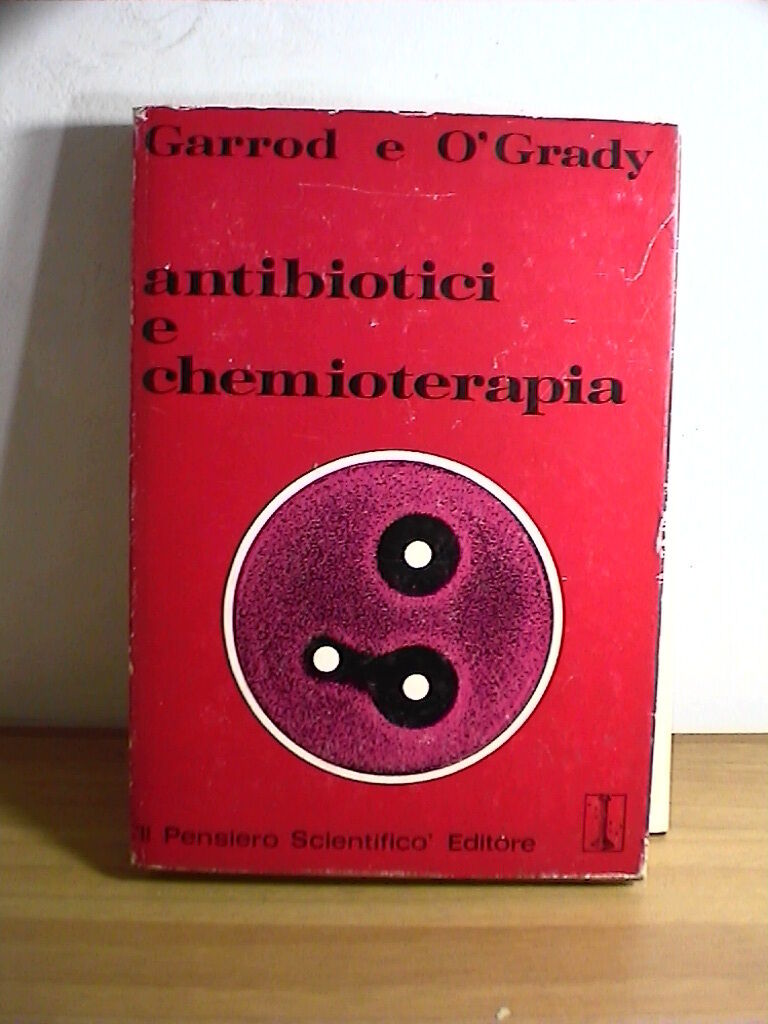 Garrod e O'Grady
antibiotici
e
chemioterapia
'Il Pensiero Scientifico' Editore